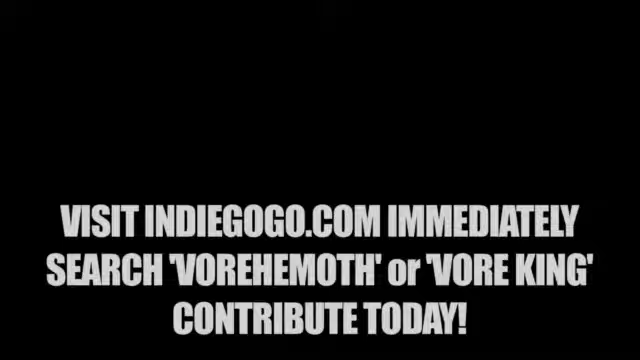 VISIT INDIEGOGO.COM IMMEDIATELY
SEARCH 'VOREHEMOTH' or 'VORE KING'
CONTRIBUTE TODAY!